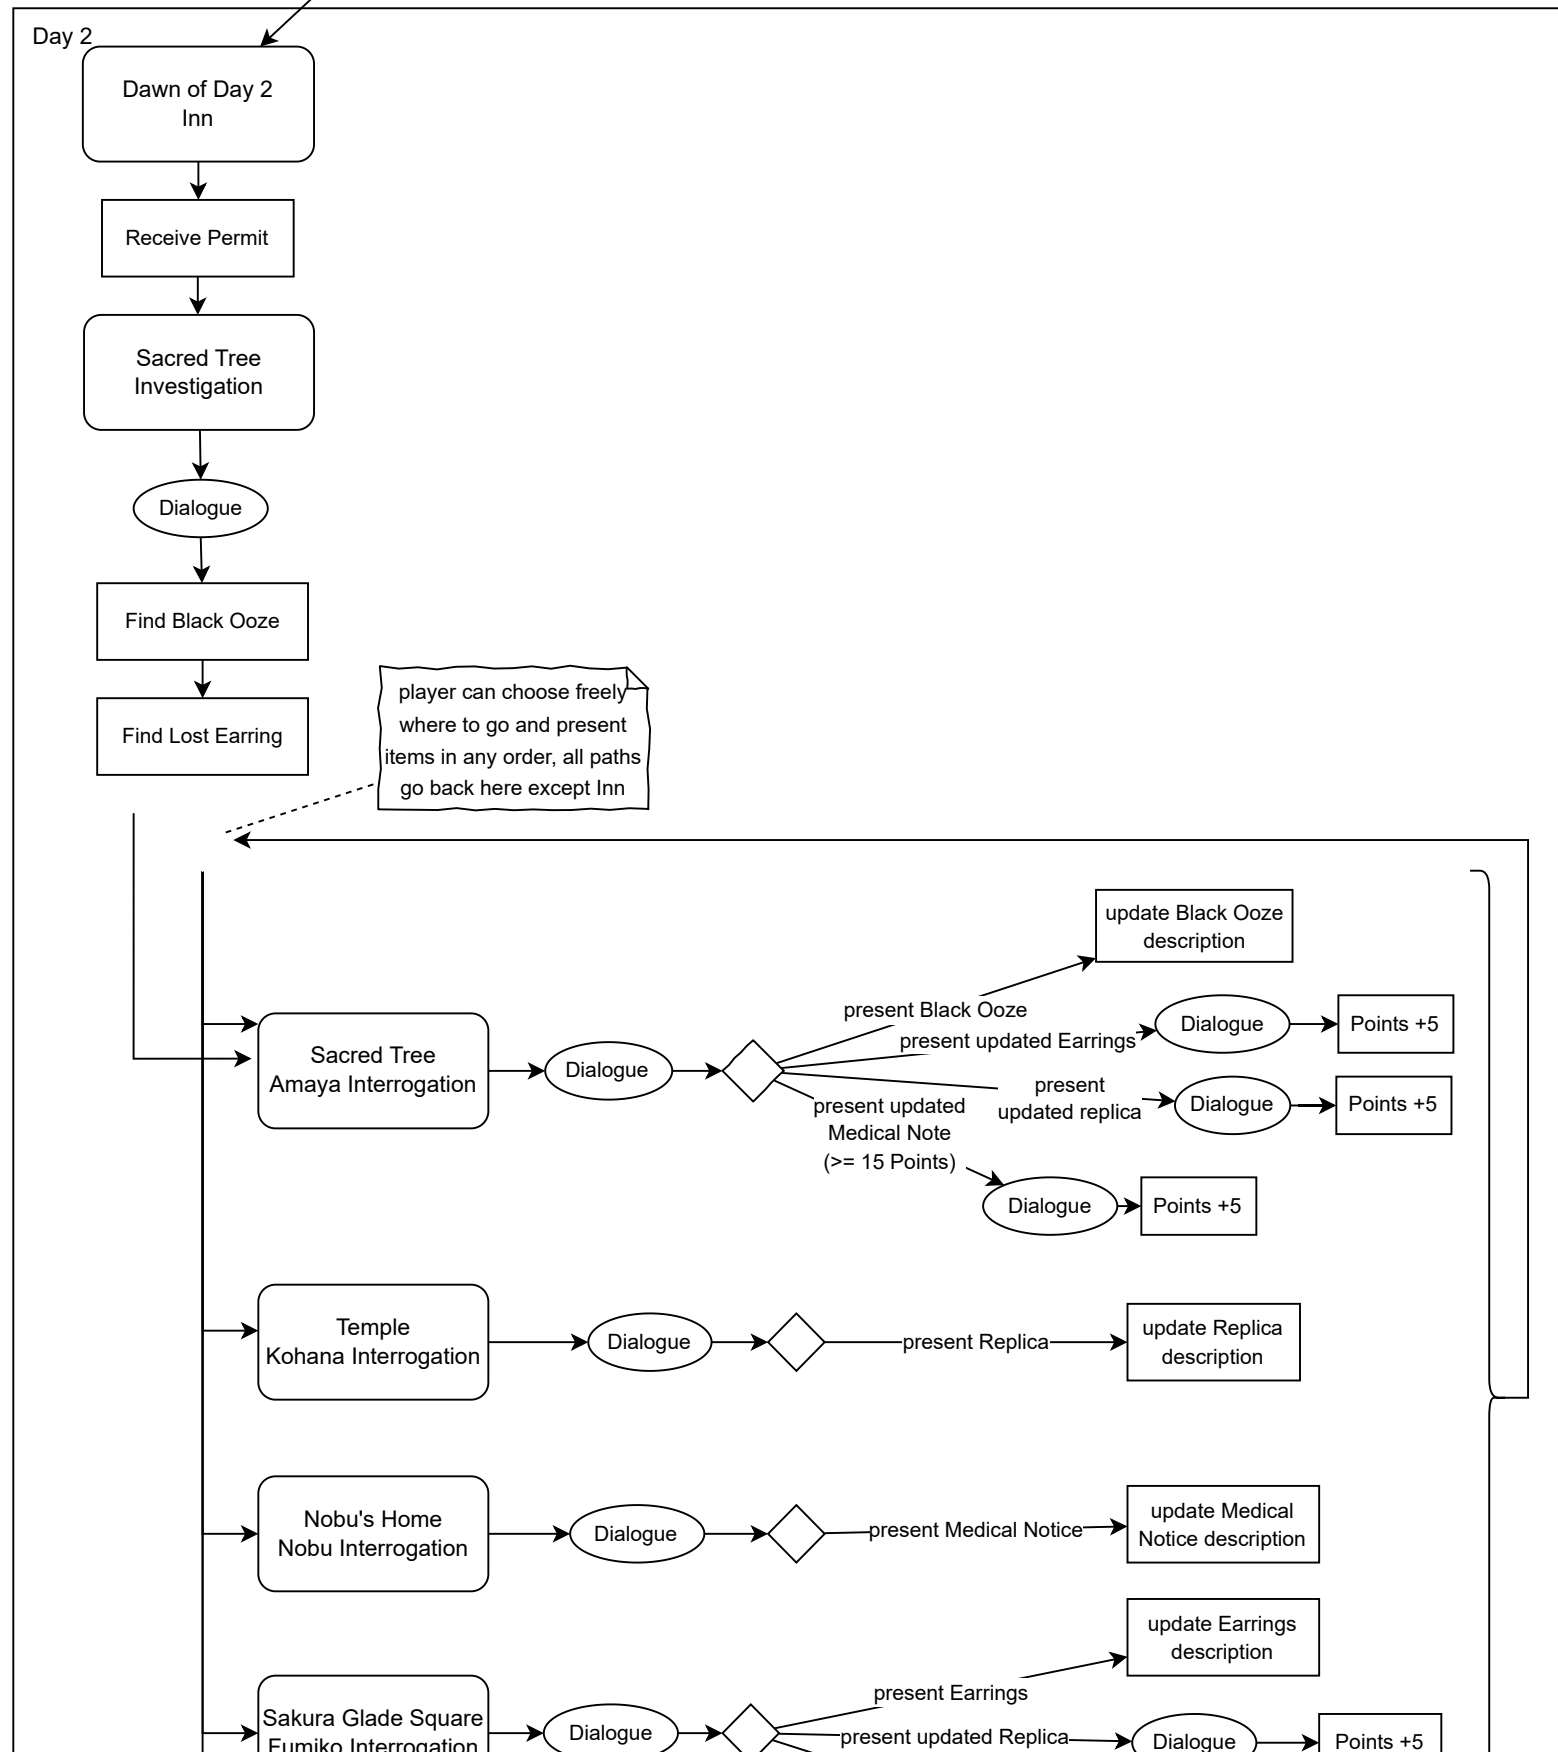 Day 2
Dawn of Day 2
Inn
Receive Permit
Sacred Tree
Investigation
Dialogue
Find Black Ooze
Find Lost Earring
player can choose freely
where to go and present
items in any order, all paths
go back here except Inn
update Black Ooze
description
present Black Ooze
present updated Earrings
Dialogue
Points +5
Sacred Tree
Amaya Interrogation
Dialogue
present
updated replica
Dialogue
Points +5
present updated
Medical Note
(>= 15 Points)
Dialogue
Points +5
Temple
Kohana Interrogation
Dialogue
present Replica
update Replica
description
Nobu's Home
Nobu Interrogation
Dialogue
present Medical Notice
update Medical
Notice description
update Earrings
description
present Earrings
Sakura Glade Square
Fumiko Interrogation
Dialogue
present updated Replica
Dialogue
Points +5